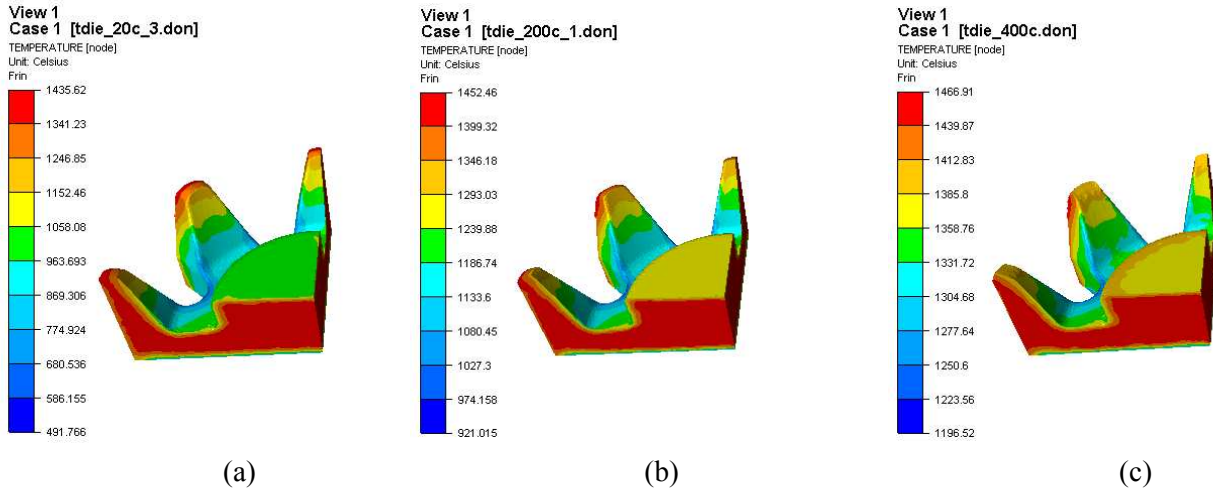 View 1
Case 1 [tdie_20c_3.don]
TEMPERATURE [node]
Unit: Celsius
Frin
1435.62
1341.23
1246.85
1152.46
1058.08
963.693
869.306
774.924
680.536
586.155
491.766
(a)
View 1
Case 1 [tdie_200c_1.don]
TEMPERATURE [node]
Unit: Celsius
Frin
1452.46
1399.32
1346.18
1293.03
1239.88
1186.74
1133.6
1080.45
1027.3
974.158
921.015
(b)
View 1
Case 1 [tdie_400c.don]
TEMPERATURE [node]
Unit: Celsius
Frin
1466.91
1439.87
1412.83
1385.8
1358.76
1331.72
1304.68
1277.64
1250.6
1223.56
1196.52
(c)